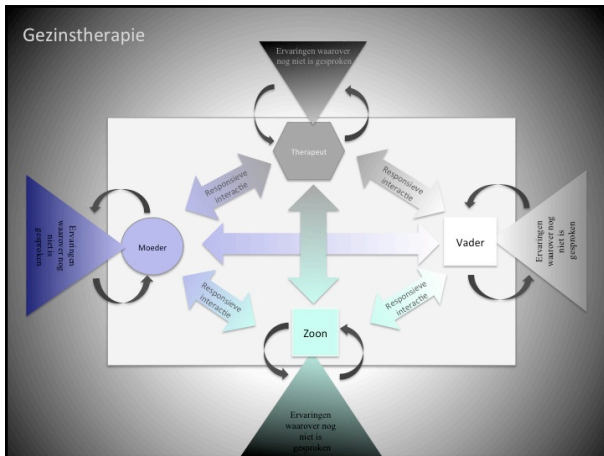 Gezinstherapie
Ervaringen waarover
nog niet is gesproken
Therapeut
Responsieve
interactie
Responsieve
interactie
Ervaringen
waarover nog
niet is
gesproken
Moeder
Vader
Ervaringen
waarover nog
niet is
gesproken
Responsieve
interactie
Responsieve
interactie
Zoon
Ervaringen
waarover nog
niet is
gesproken